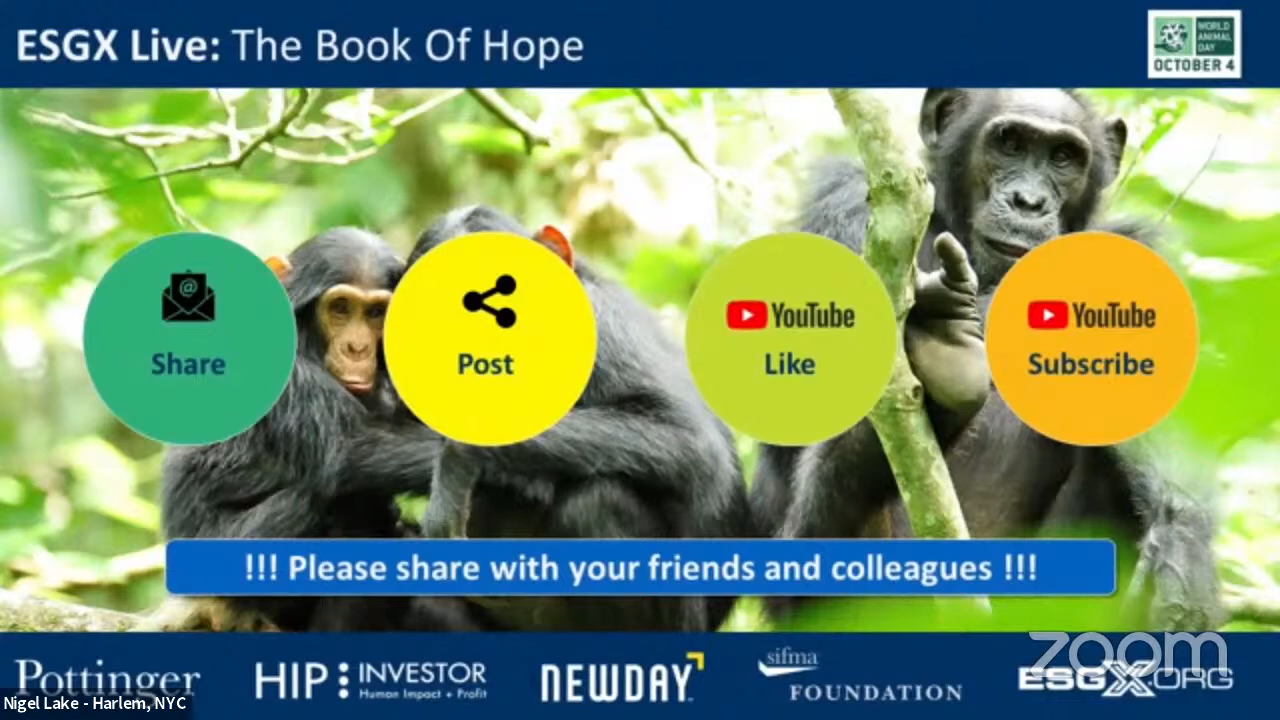 ESGX Live: The Book Of Hope
WORLD
ANIMAL
DAY
OCTOBER 4
@
Share
Post
YouTube
Like
YouTube
Subscribe
!!! Please share with your friends and colleagues !!!
Pottinger
HIP INVESTOR
Human Impact + Profit
NEWDAY
sifma
FOUNDATION
zoom
ESGX.ORG
Nigel Lake - Harlem, NYC